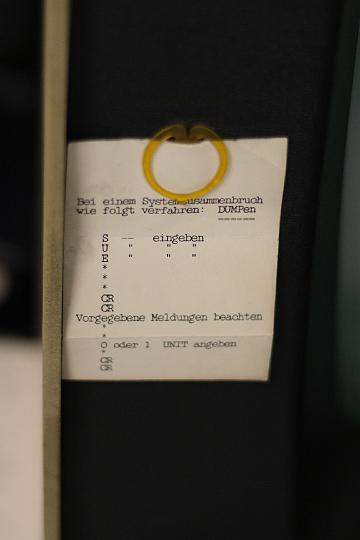 Bei einem Systemzusammenbruch
wie folgt verfahren: DUMPen
S -- eingeben
U " " "
E " " "
*
*
*
CR
CR
Vorgegebene Meldungen beachten
*
*
O oder 1 UNIT angeben
*
CR
CR